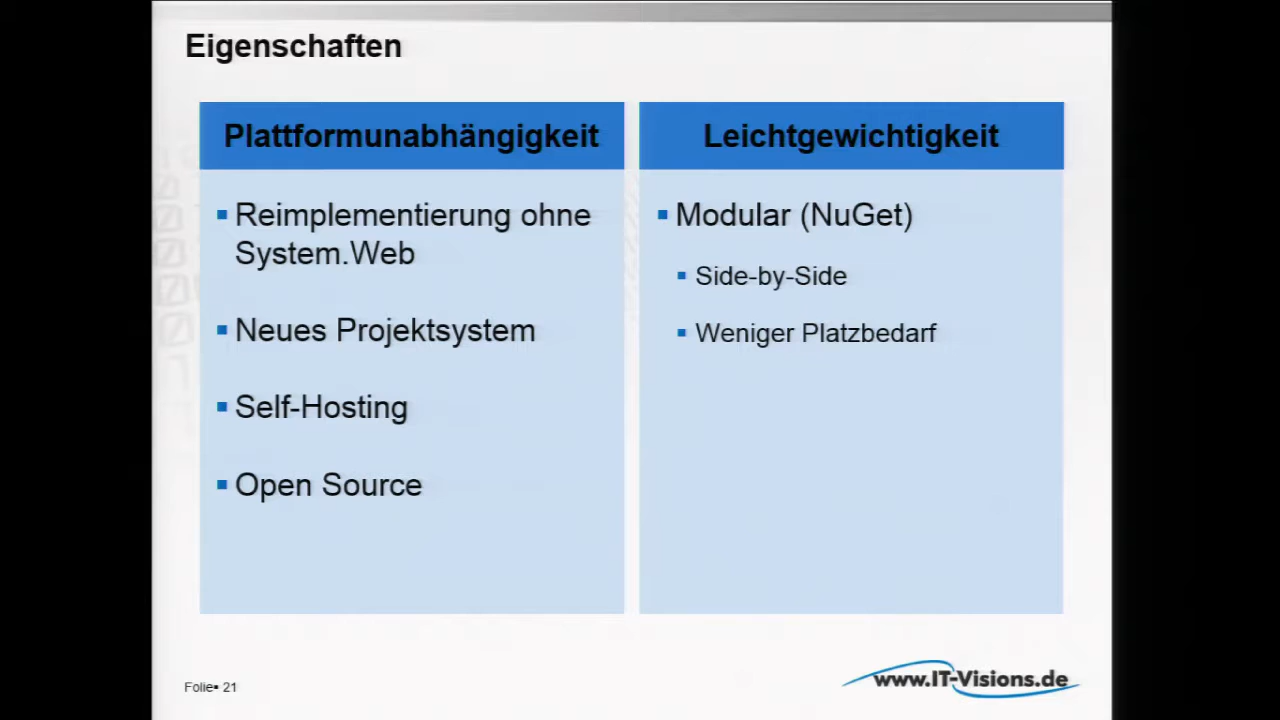 Eigenschaften
Plattformunabhängigkeit
Reimplementierung ohne
System.Web
Neues Projektsystem
Self-Hosting
Open Source
Leichtgewichtigkeit
Modular (NuGet)
Side-by-Side
Weniger Platzbedarf
Folie▪ 21
www.IT-Visions.de